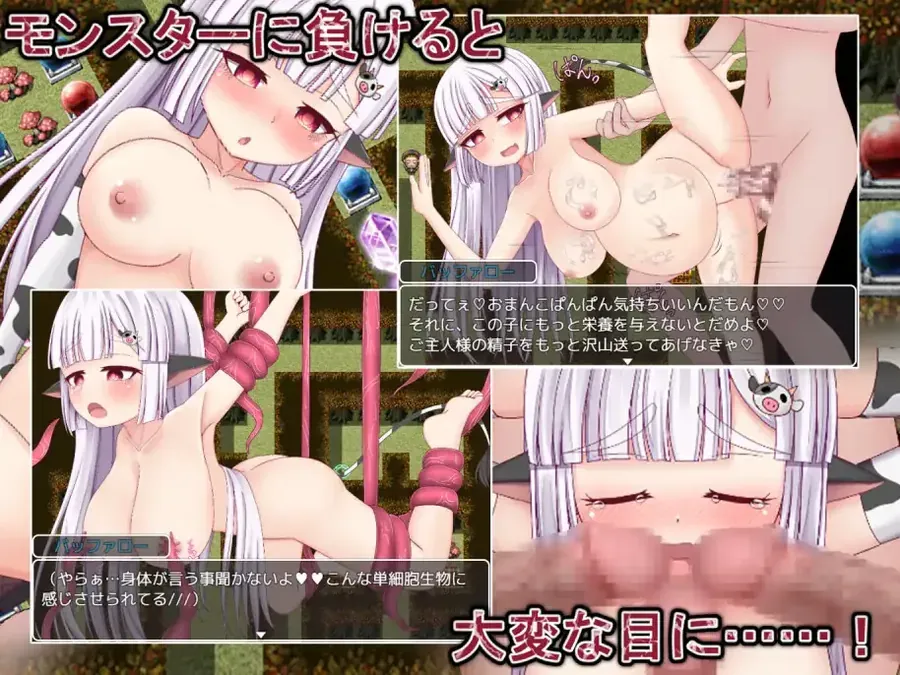 モンスターに負けると
ぱんっ
バッファロー
だってぇ♡おまんこぱんぱん気持ちいいんだもん♡♡
それに、この子にもっと栄養を与えないとだめよ♡
ご主人様の精子をもっと沢山送ってあげなきゃ♡
バッファロー
（やらぁ…身体が言う事聞かないよ♥♥こんな単細胞生物に
感じさせられてる///）
大変な目に……！